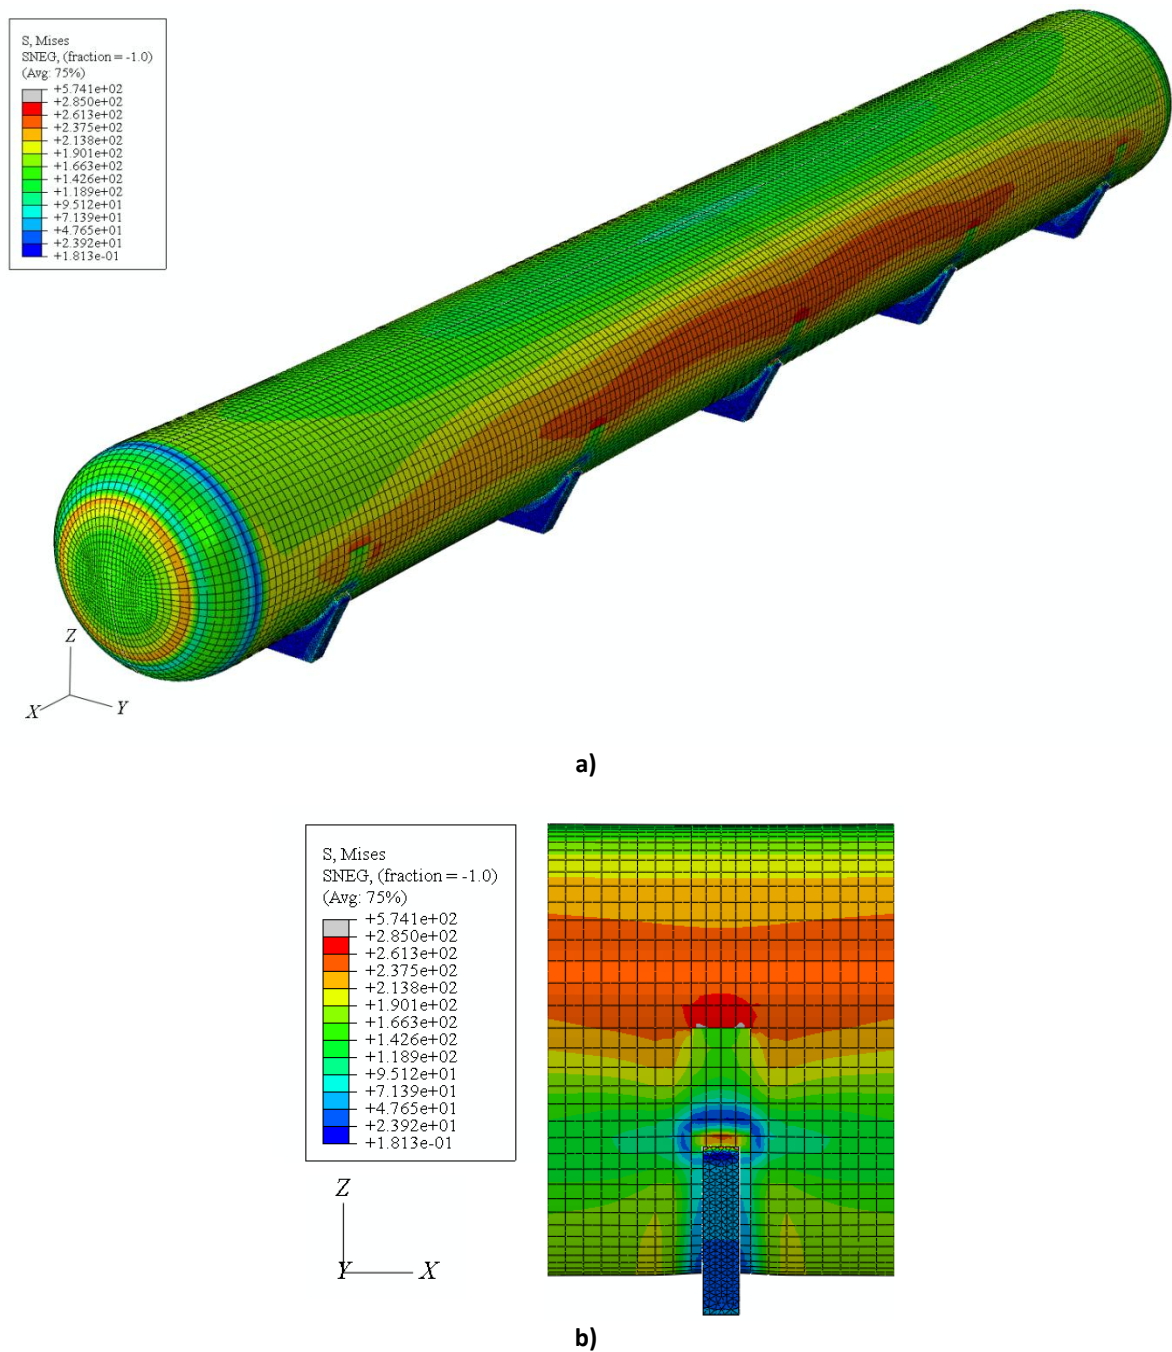 S, Mises
SNEG, (fraction = -1.0)
(Avg: 75%)
+5.741e+02
+2.850e+02
+2.613e+02
+2.375e+02
+2.138e+02
+1.901e+02
+1.663e+02
+1.426e+02
+1.189e+02
+9.512e+01
+7.139e+01
+4.765e+01
+2.392e+01
+1.813e-01
Z
X
Y
a)
S, Mises
SNEG, (fraction = -1.0)
(Avg: 75%)
+5.741e+02
+2.850e+02
+2.613e+02
+2.375e+02
+2.138e+02
+1.901e+02
+1.663e+02
+1.426e+02
+1.189e+02
+9.512e+01
+7.139e+01
+4.765e+01
+2.392e+01
+1.813e-01
Z
Y X
b)